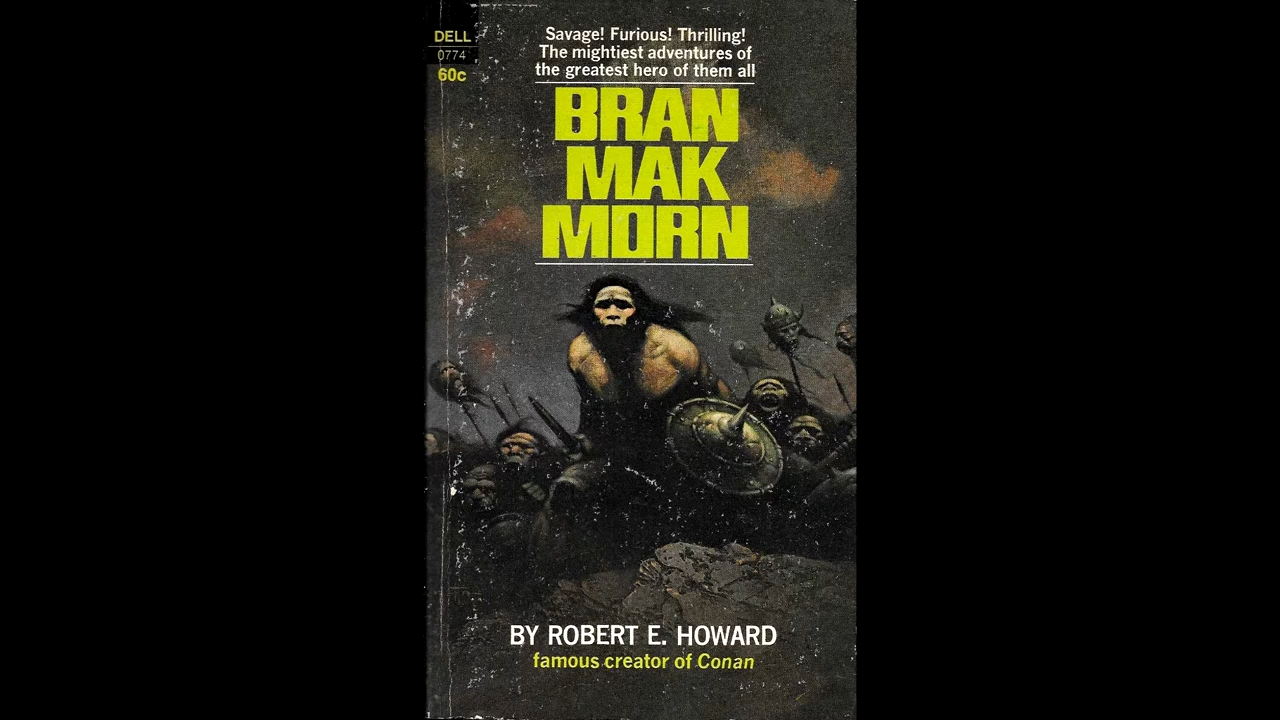 DELL
0774
60c
Savage! Furious! Thrilling!
The mightiest adventures of
the greatest hero of them all
BRAN
MAK
MORN
BY ROBERT E. HOWARD
famous creator of Conan